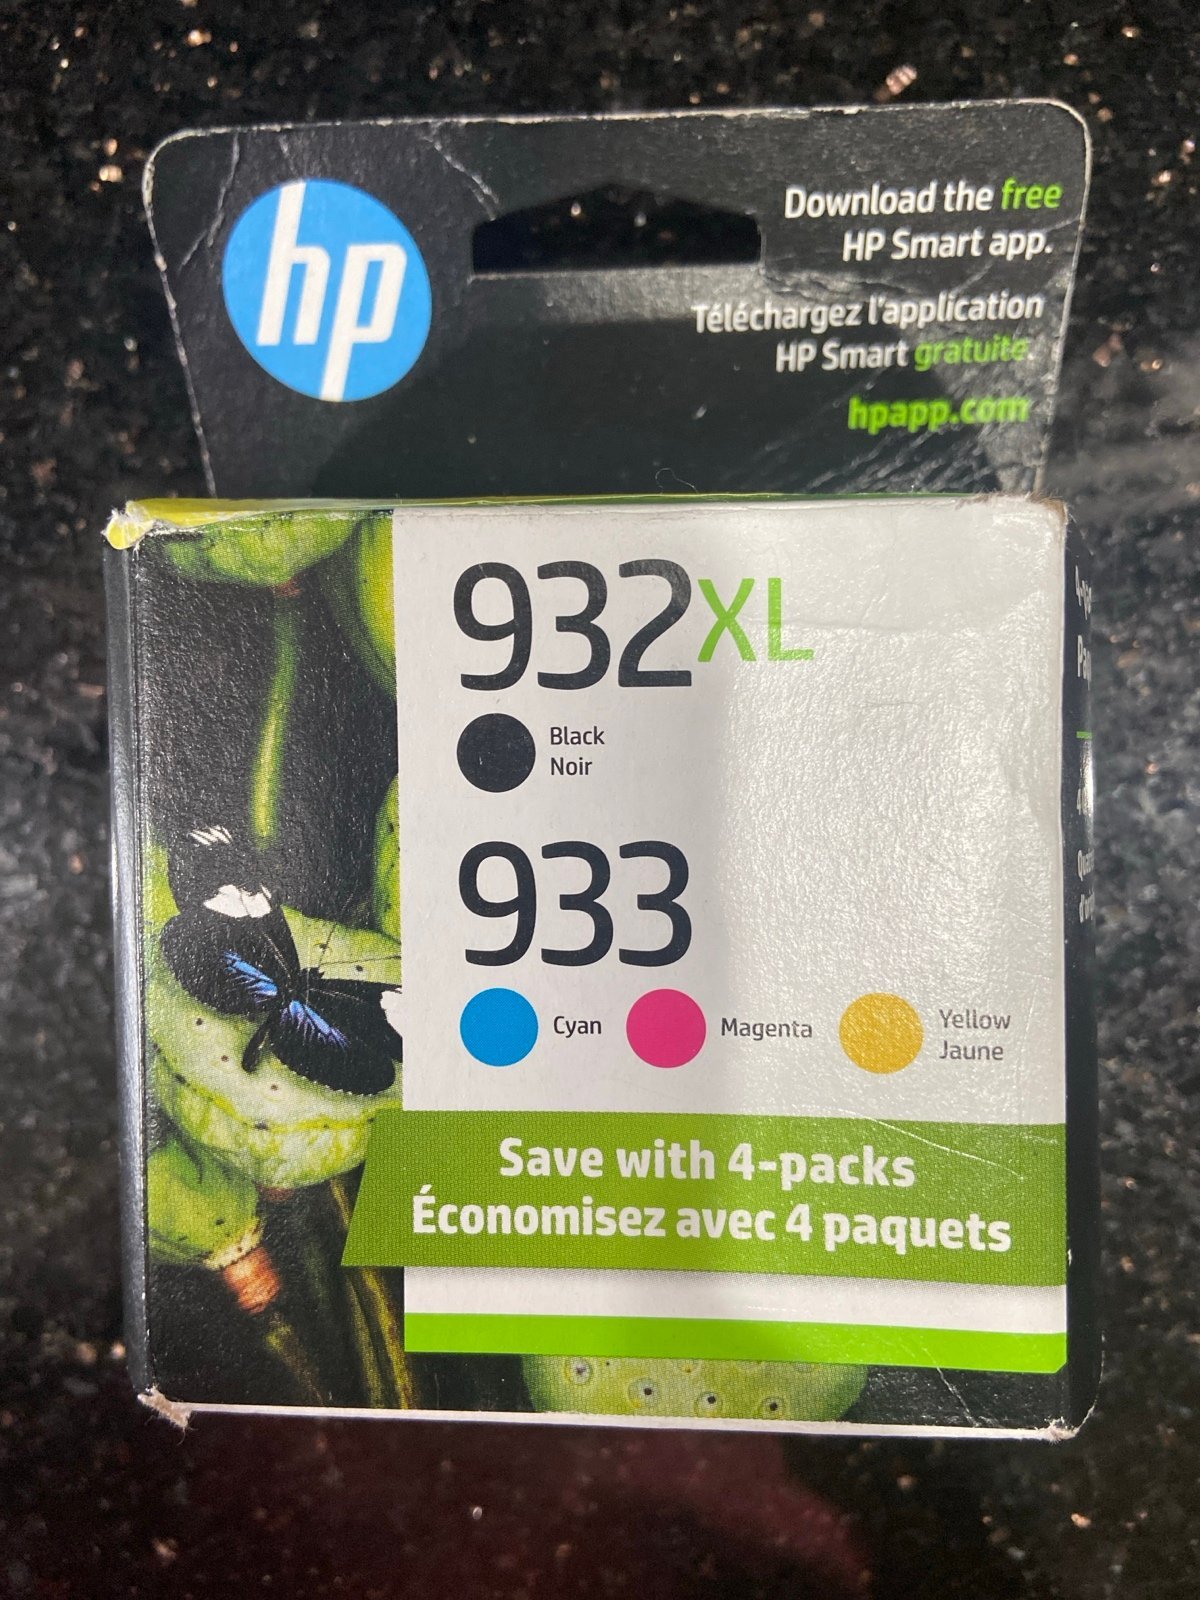 hp
Download the free
HP Smart app.
Téléchargez l'application
HP Smart gratuite.
hpapp.com
932XL
Black
Noir
933
Cyan
Magenta
Yellow
Jaune
Save with 4-packs
Économisez avec 4 paquets